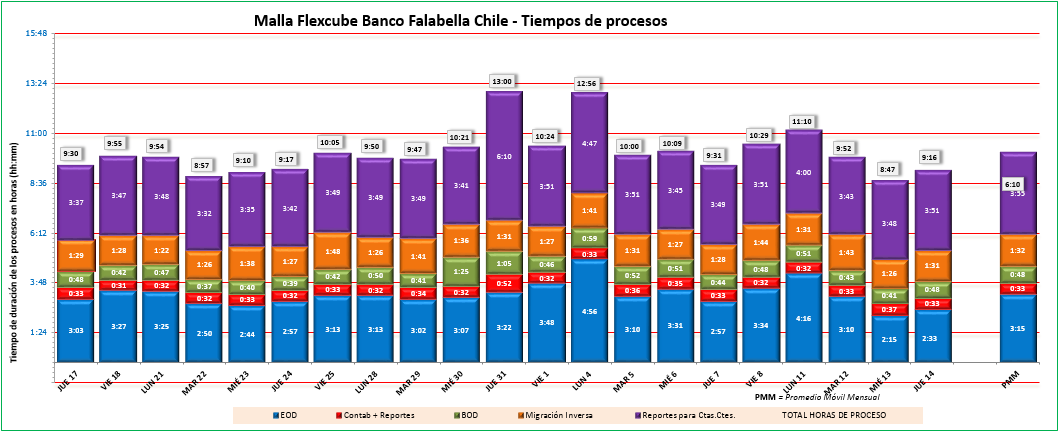 Malla Flexcube Banco Falabella Chile - Tiempos de procesos
Tiempo de duración de los procesos en horas (hh:mm)
15:48
13:24
11:00
8:36
6:12
3:48
1:24
9:30 9:55 9:54 8:57 9:10 9:17 10:05 9:50 9:47 10:21 13:00 10:24 12:56 10:00 10:09 9:31 10:29 11:10 9:52 8:47 9:16 6:10
3:37 3:47 3:48 3:32 3:35 3:42 3:49 3:49 3:49 3:41 6:10 3:51 4:47 3:51 3:45 3:49 3:51 4:00 3:43 3:48 3:51 3:55
1:29 1:28 1:22 1:26 1:38 1:27 1:48 1:26 1:41 1:36 1:31 1:27 1:41 1:31 1:27 1:28 1:44 1:31 1:43 1:26 1:31 1:32
0:48 0:42 0:47 0:37 0:40 0:39 0:42 0:50 0:41 1:25 1:05 0:46 0:59 0:52 0:51 0:44 0:48 0:51 0:43 0:41 0:48 0:48
0:33 0:31 0:32 0:32 0:33 0:32 0:33 0:32 0:34 0:32 0:52 0:32 0:33 0:36 0:35 0:33 0:32 0:32 0:33 0:37 0:33 0:33
3:03 3:27 3:25 2:50 2:44 2:57 3:13 3:13 3:02 3:07 3:22 3:48 4:56 3:10 3:31 2:57 3:34 4:16 3:10 2:15 2:33 3:15
JUE 17 VIE 18 LUN 21 MAR 22 MIÉ 23 JUE 24 VIE 25 LUN 28 MAR 29 MIÉ 30 JUE 31 VIE 1 LUN 4 MAR 5 MIÉ 6 JUE 7 VIE 8 LUN 11 MAR 12 MIÉ 13 JUE 14 PMM
PMM = Promedio Móvil Mensual
EOD Contab + Reportes BOD Migración Inversa Reportes para Ctas.Ctes. TOTAL HORAS DE PROCESO